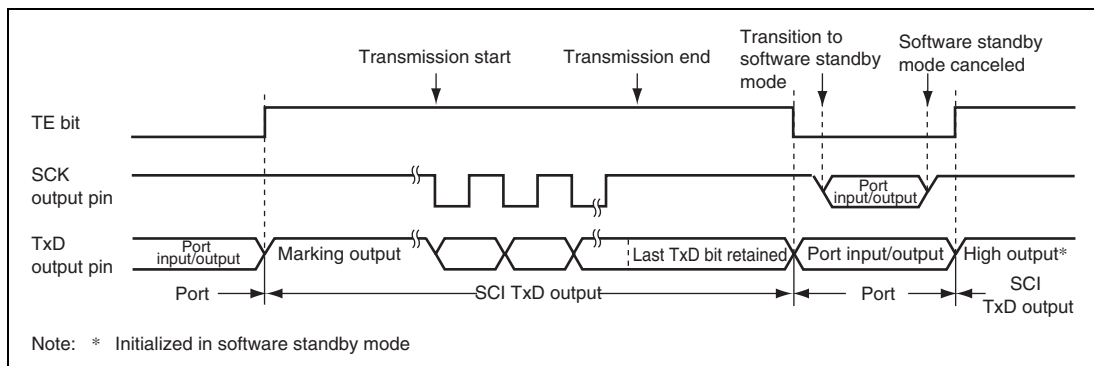 Transmission start
Transmission end
Transition to
software standby
mode
Software standby
mode canceled
TE bit
SCK
output pin
Port
input/output
TxD
output pin
Port
input/output
Marking output
Last TxD bit retained
Port input/output
High output*
Port
SCI TxD output
Port
SCI
TxD output
Note: * Initialized in software standby mode